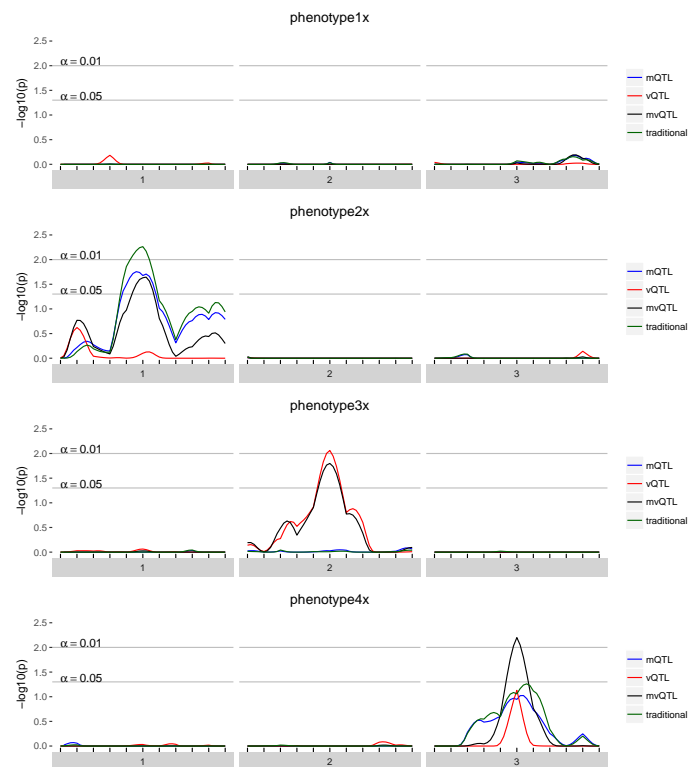 phenotype1x
2.5
α = 0.01
2.0
mQTL
vQTL
1.5
α = 0.05
mvQTL
1.0
traditional
0.5
0.0
−log10(p)
1
2
3
phenotype2x
2.5
α = 0.01
2.0
mQTL
vQTL
1.5
α = 0.05
mvQTL
1.0
traditional
0.5
0.0
−log10(p)
1
2
3
phenotype3x
2.5
α = 0.01
2.0
mQTL
vQTL
1.5
α = 0.05
mvQTL
1.0
traditional
0.5
0.0
−log10(p)
1
2
3
phenotype4x
2.5
α = 0.01
2.0
mQTL
vQTL
1.5
α = 0.05
mvQTL
1.0
traditional
0.5
0.0
−log10(p)
1
2
3